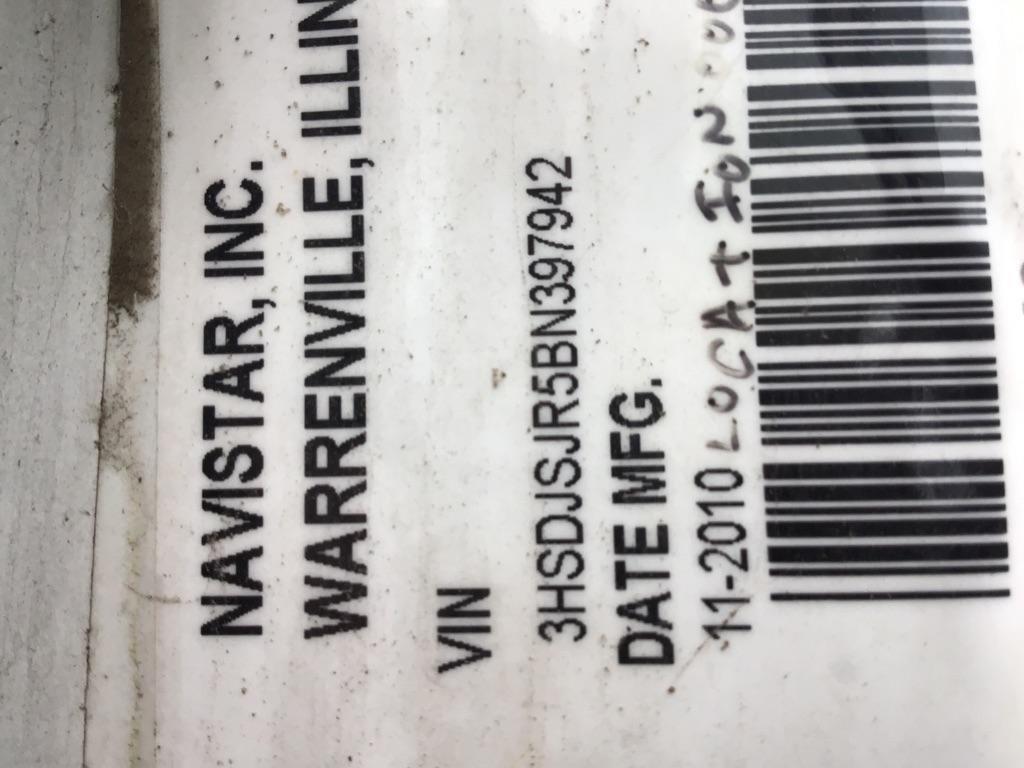 NAVISTAR, INC.
WARRENVILLE, ILLIN
VIN
3HSDJSJR5BN397942
DATE MFG.
11-2010 LOCAtION